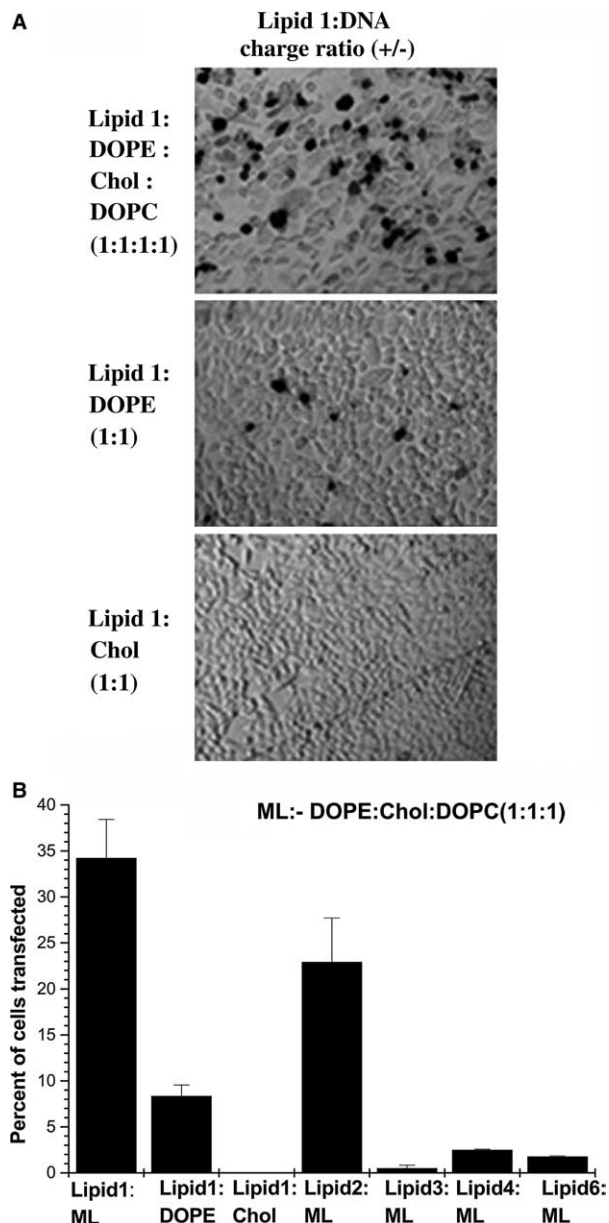 A
Lipid 1:DNA
charge ratio (+/-)
Lipid 1:
DOPE :
Chol :
DOPC
(1:1:1:1)
Lipid 1:
DOPE
(1:1)
Lipid 1:
Chol
(1:1)
B
ML:- DOPE:Chol:DOPC(1:1:1)
Percent of cells transfected
40
35
30
25
20
15
10
5
0
Lipid1: Lipid1: Lipid1: Lipid2: Lipid3: Lipid4: Lipid6:
ML DOPE Chol ML ML ML ML